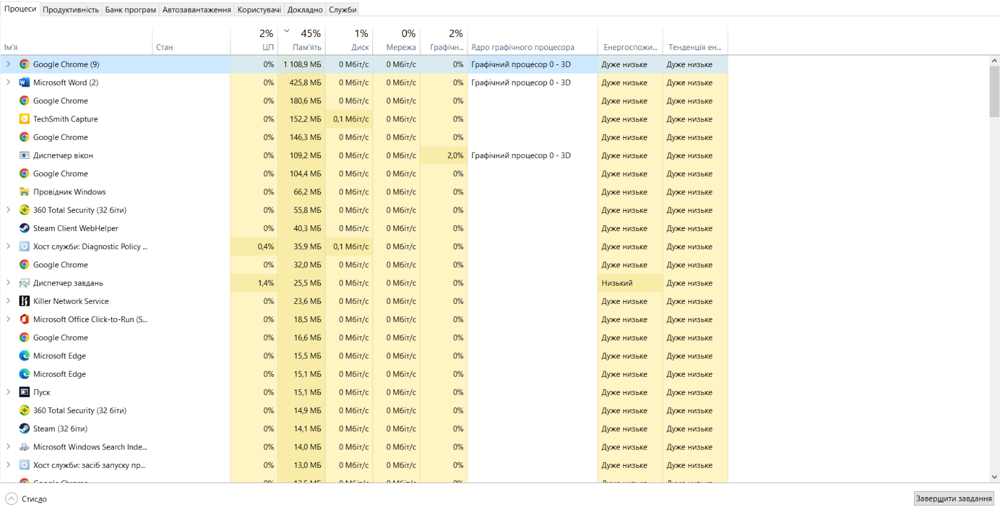 Процеси Продуктивність Банк програм Автозавантаження Користувачі Докладно Служби
2% 45% 1% 0% 2%
Ім'я Стан ЦП Пам'ять Диск Мережа Графічн... Ядро графічного процесора Енергоспожи... Тенденція ен...
Google Chrome (9) 0% 1 108,9 МБ 0 Мбіт/с 0 Мбіт/с 0% Графічний процесор 0 - 3D Дуже низьке Дуже низьке
Microsoft Word (2) 0% 425,8 МБ 0 Мбіт/с 0 Мбіт/с 0% Графічний процесор 0 - 3D Дуже низьке Дуже низьке
Google Chrome 0% 180,6 МБ 0 Мбіт/с 0 Мбіт/с 0% Дуже низьке Дуже низьке
TechSmith Capture 0% 152,2 МБ 0,1 Мбіт/с 0 Мбіт/с 0% Дуже низьке Дуже низьке
Google Chrome 0% 146,3 МБ 0 Мбіт/с 0 Мбіт/с 0% Дуже низьке Дуже низьке
Диспетчер вікон 0% 109,2 МБ 0 Мбіт/с 0 Мбіт/с 2,0% Графічний процесор 0 - 3D Дуже низьке Дуже низьке
Google Chrome 0% 104,4 МБ 0 Мбіт/с 0 Мбіт/с 0% Дуже низьке Дуже низьке
Провідник Windows 0% 66,2 МБ 0 Мбіт/с 0 Мбіт/с 0% Дуже низьке Дуже низьке
360 Total Security (32 біти) 0% 55,8 МБ 0 Мбіт/с 0 Мбіт/с 0% Дуже низьке Дуже низьке
Steam Client WebHelper 0% 40,3 МБ 0 Мбіт/с 0 Мбіт/с 0% Дуже низьке Дуже низьке
Хост служби: Diagnostic Policy ... 0,4% 35,9 МБ 0,1 Мбіт/с 0 Мбіт/с 0% Дуже низьке Дуже низьке
Google Chrome 0% 32,0 МБ 0 Мбіт/с 0 Мбіт/с 0% Дуже низьке Дуже низьке
Диспетчер завдань 1,4% 25,5 МБ 0 Мбіт/с 0 Мбіт/с 0% Низький Дуже низьке
Killer Network Service 0% 23,6 МБ 0 Мбіт/с 0 Мбіт/с 0% Дуже низьке Дуже низьке
Microsoft Office Click-to-Run (S... 0% 18,5 МБ 0 Мбіт/с 0 Мбіт/с 0% Дуже низьке Дуже низьке
Google Chrome 0% 16,6 МБ 0 Мбіт/с 0 Мбіт/с 0% Дуже низьке Дуже низьке
Microsoft Edge 0% 15,5 МБ 0 Мбіт/с 0 Мбіт/с 0% Дуже низьке Дуже низьке
Microsoft Edge 0% 15,1 МБ 0 Мбіт/с 0 Мбіт/с 0% Дуже низьке Дуже низьке
Пуск 0% 15,1 МБ 0 Мбіт/с 0 Мбіт/с 0% Дуже низьке Дуже низьке
360 Total Security (32 біти) 0% 14,9 МБ 0 Мбіт/с 0 Мбіт/с 0% Дуже низьке Дуже низьке
Steam (32 біти) 0% 14,1 МБ 0 Мбіт/с 0 Мбіт/с 0% Дуже низьке Дуже низьке
Microsoft Windows Search Inde... 0% 14,0 МБ 0 Мбіт/с 0 Мбіт/с 0% Дуже низьке Дуже низьке
Хост служби: засіб запуску пр... 0% 13,0 МБ 0 Мбіт/с 0 Мбіт/с 0% Дуже низьке Дуже низьке
Стисло Завершити завдання